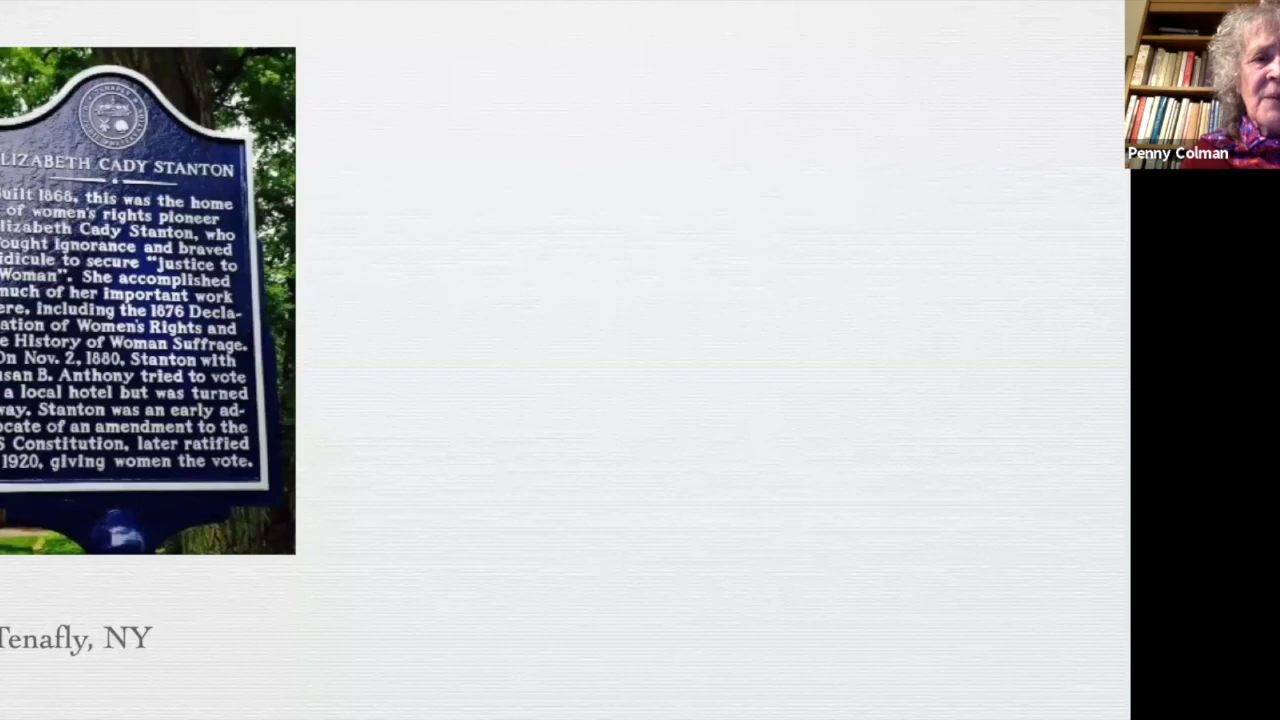 LIZABETH CADY STANTON
uilt 1868, this was the home
of women's rights pioneer
lizabeth Cady Stanton, who
ought ignorance and braved
idicule to secure "justice to
Woman". She accomplished
much of her important work
ere, including the 1876 Decla-
ation of Women's Rights and
e History of Woman Suffrage.
On Nov. 2, 1880, Stanton with
usan B. Anthony tried to vote
a local hotel but was turned
way. Stanton was an early ad-
ocate of an amendment to the
S Constitution, later ratified
1920, giving women the vote.
Tenafly, NY
Penny Colman